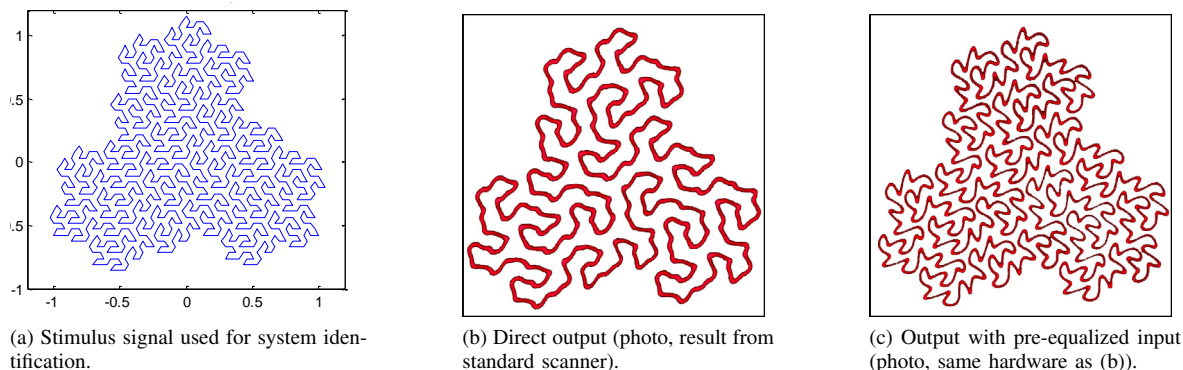 1
0
:.5
0
).5
-1
-1
-0.5
0
0.5
1
(a) Stimulus signal used for system iden-
tification.
(b) Direct output (photo, result from
standard scanner).
(c) Output with pre-equalized input
(photo, same hardware as (b)).